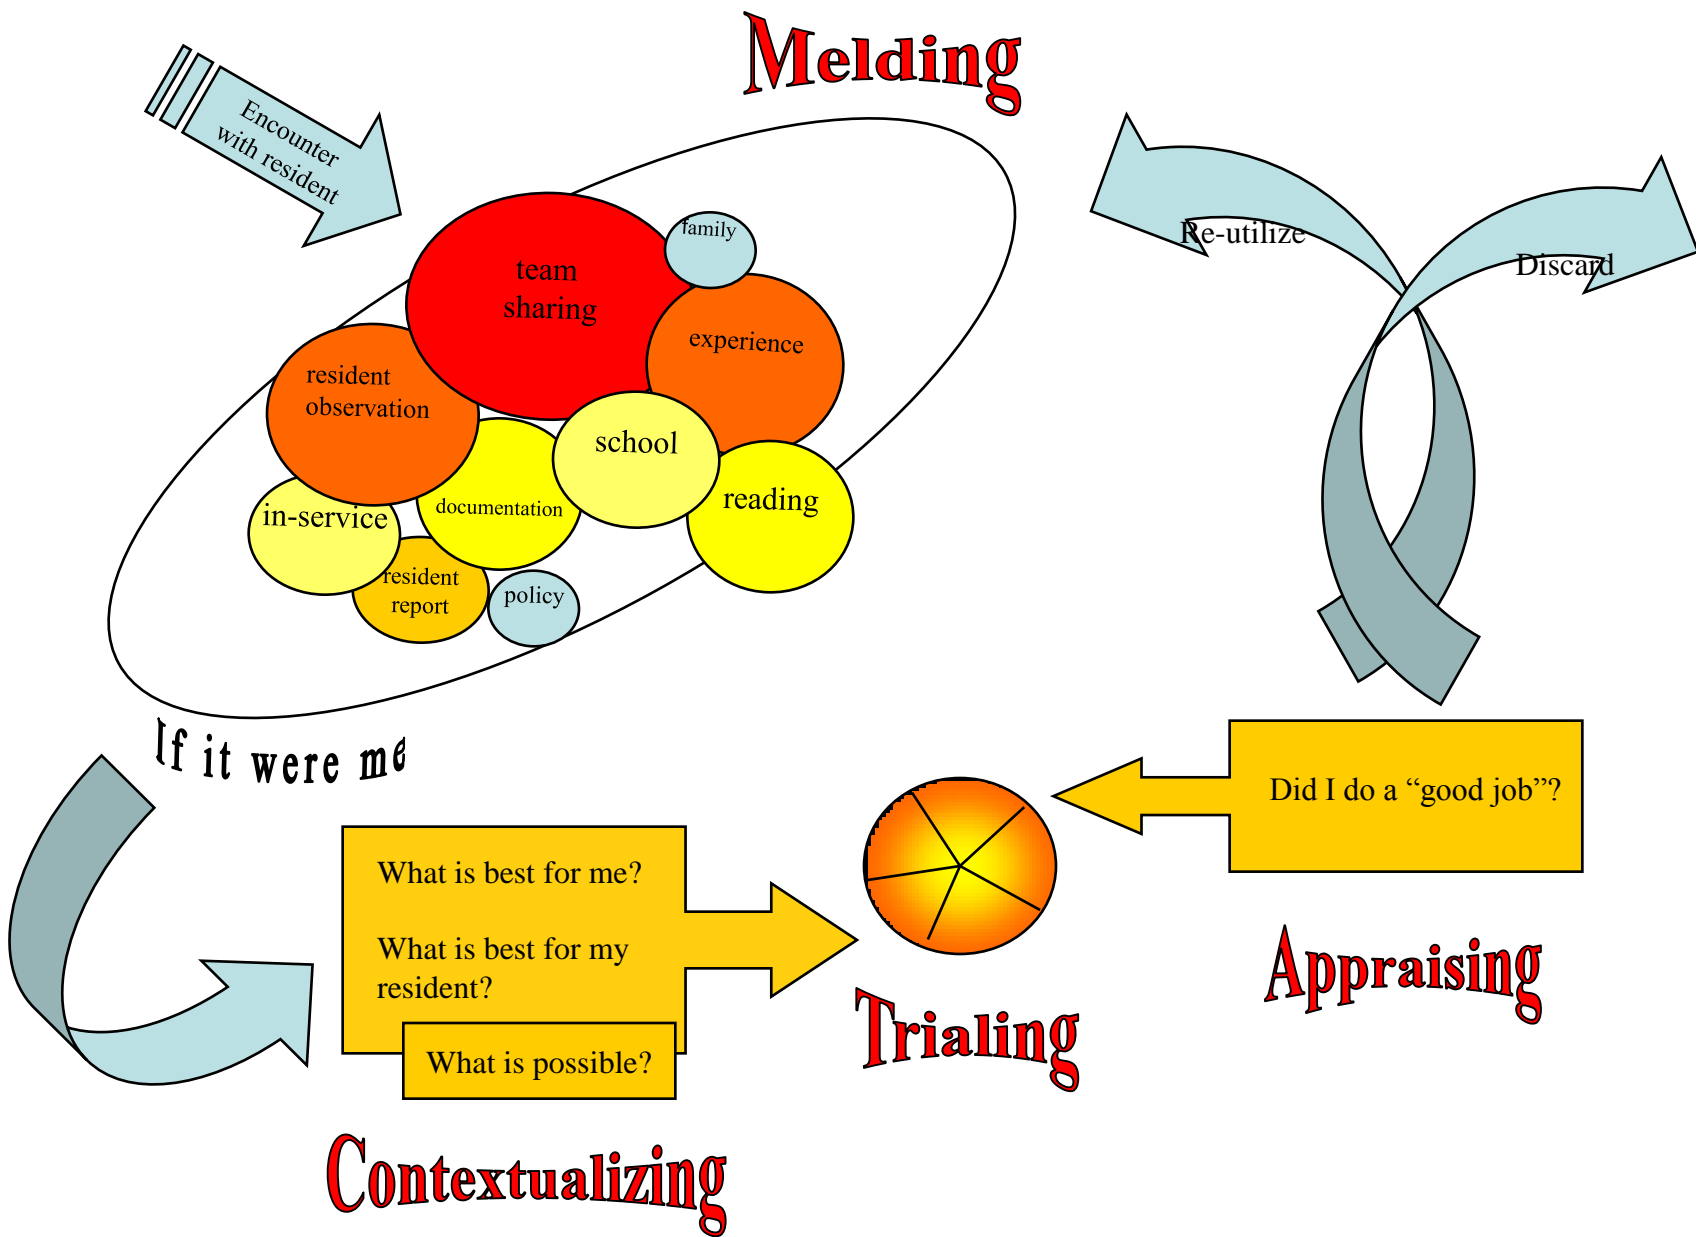 Melding
Encounter
with resident
family
team
sharing
experience
resident
observation
school
reading
documentation
in-service
resident
report
policy
Re-utilize
Discard
If it were me
What is best for me?
What is best for my
resident?
What is possible?
Contextualizing
Trialing
Did I do a “good job”?
Appraising